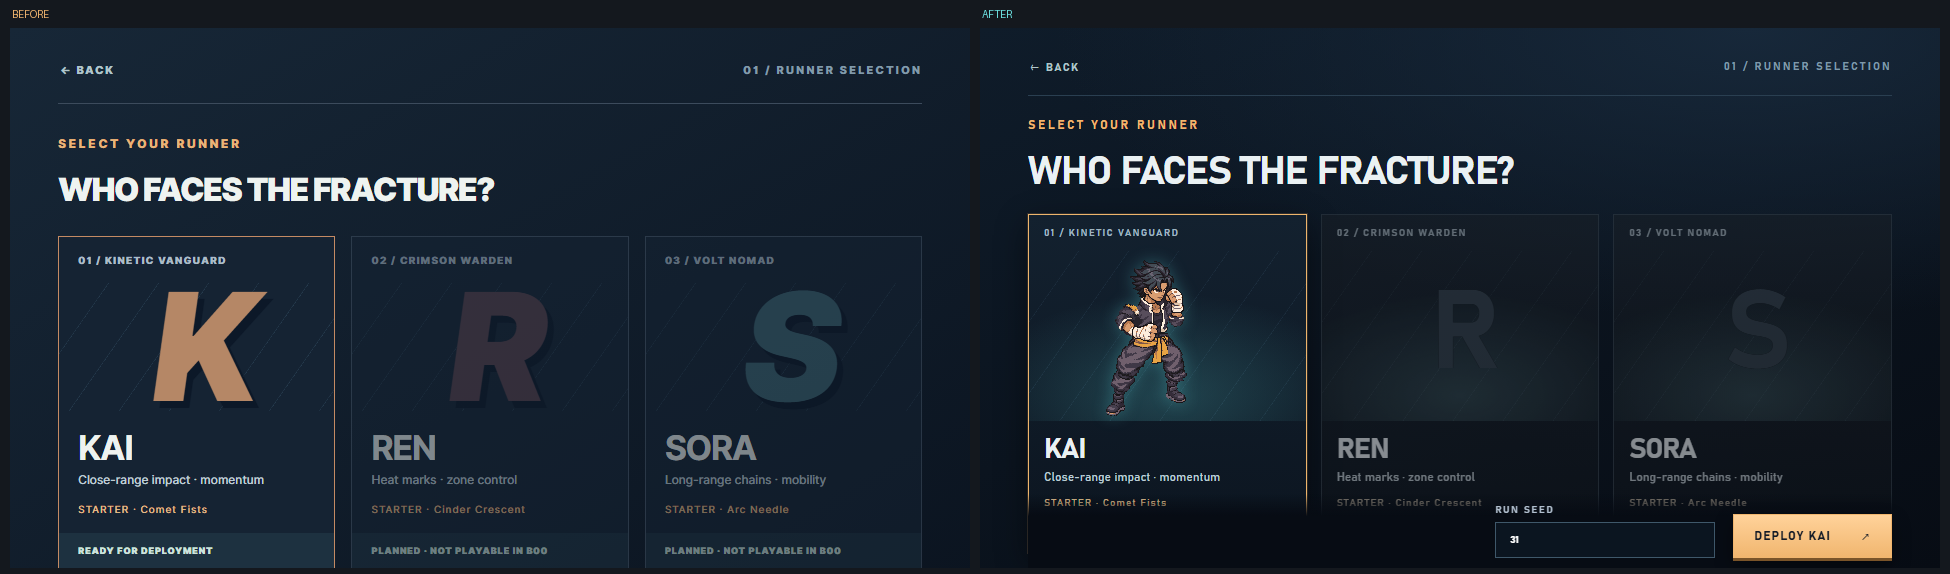 BEFORE
← BACK
01 / RUNNER SELECTION
SELECT YOUR RUNNER
WHO FACES THE FRACTURE?
01 / KINETIC VANGUARD
K
KAI
Close-range impact · momentum
STARTER · Comet Fists
READY FOR DEPLOYMENT
02 / CRIMSON WARDEN
R
REN
Heat marks · zone control
STARTER · Cinder Crescent
PLANNED · NOT PLAYABLE IN B00
03 / VOLT NOMAD
S
SORA
Long-range chains · mobility
STARTER · Arc Needle
PLANNED · NOT PLAYABLE IN B00
AFTER
← BACK
01 / RUNNER SELECTION
SELECT YOUR RUNNER
WHO FACES THE FRACTURE?
01 / KINETIC VANGUARD
KAI
Close-range impact · momentum
STARTER · Comet Fists
02 / CRIMSON WARDEN
R
REN
Heat marks · zone control
STARTER · Cinder Crescent
03 / VOLT NOMAD
S
SORA
Long-range chains · mobility
STARTER · Arc Needle
RUN SEED
31
DEPLOY KAI ↗